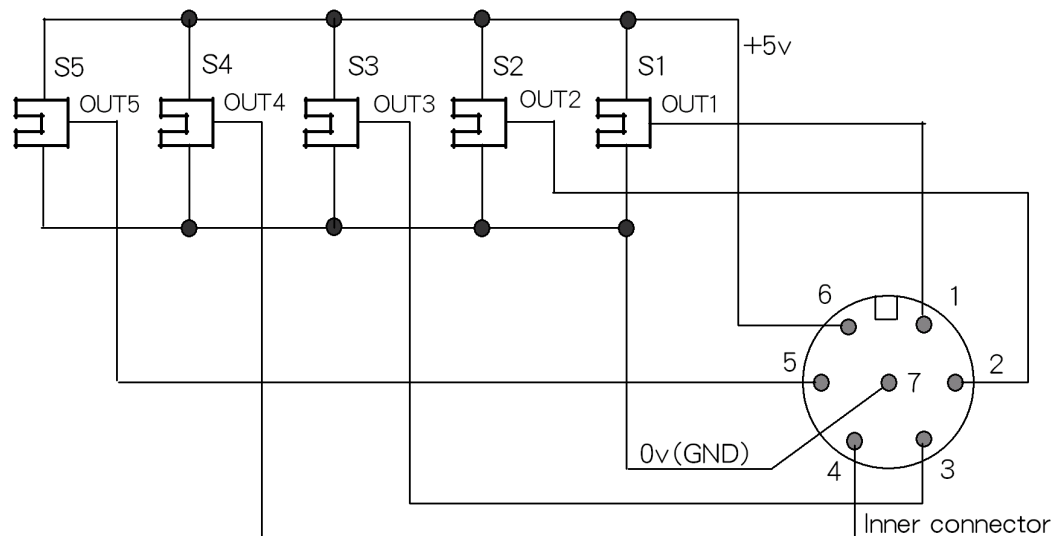 +5v
S5
S4
S3
S2
S1
OUT5
OUT4
OUT3
OUT2
OUT1
6
1
5
7
2
0v(GND)
4
3
Inner connector